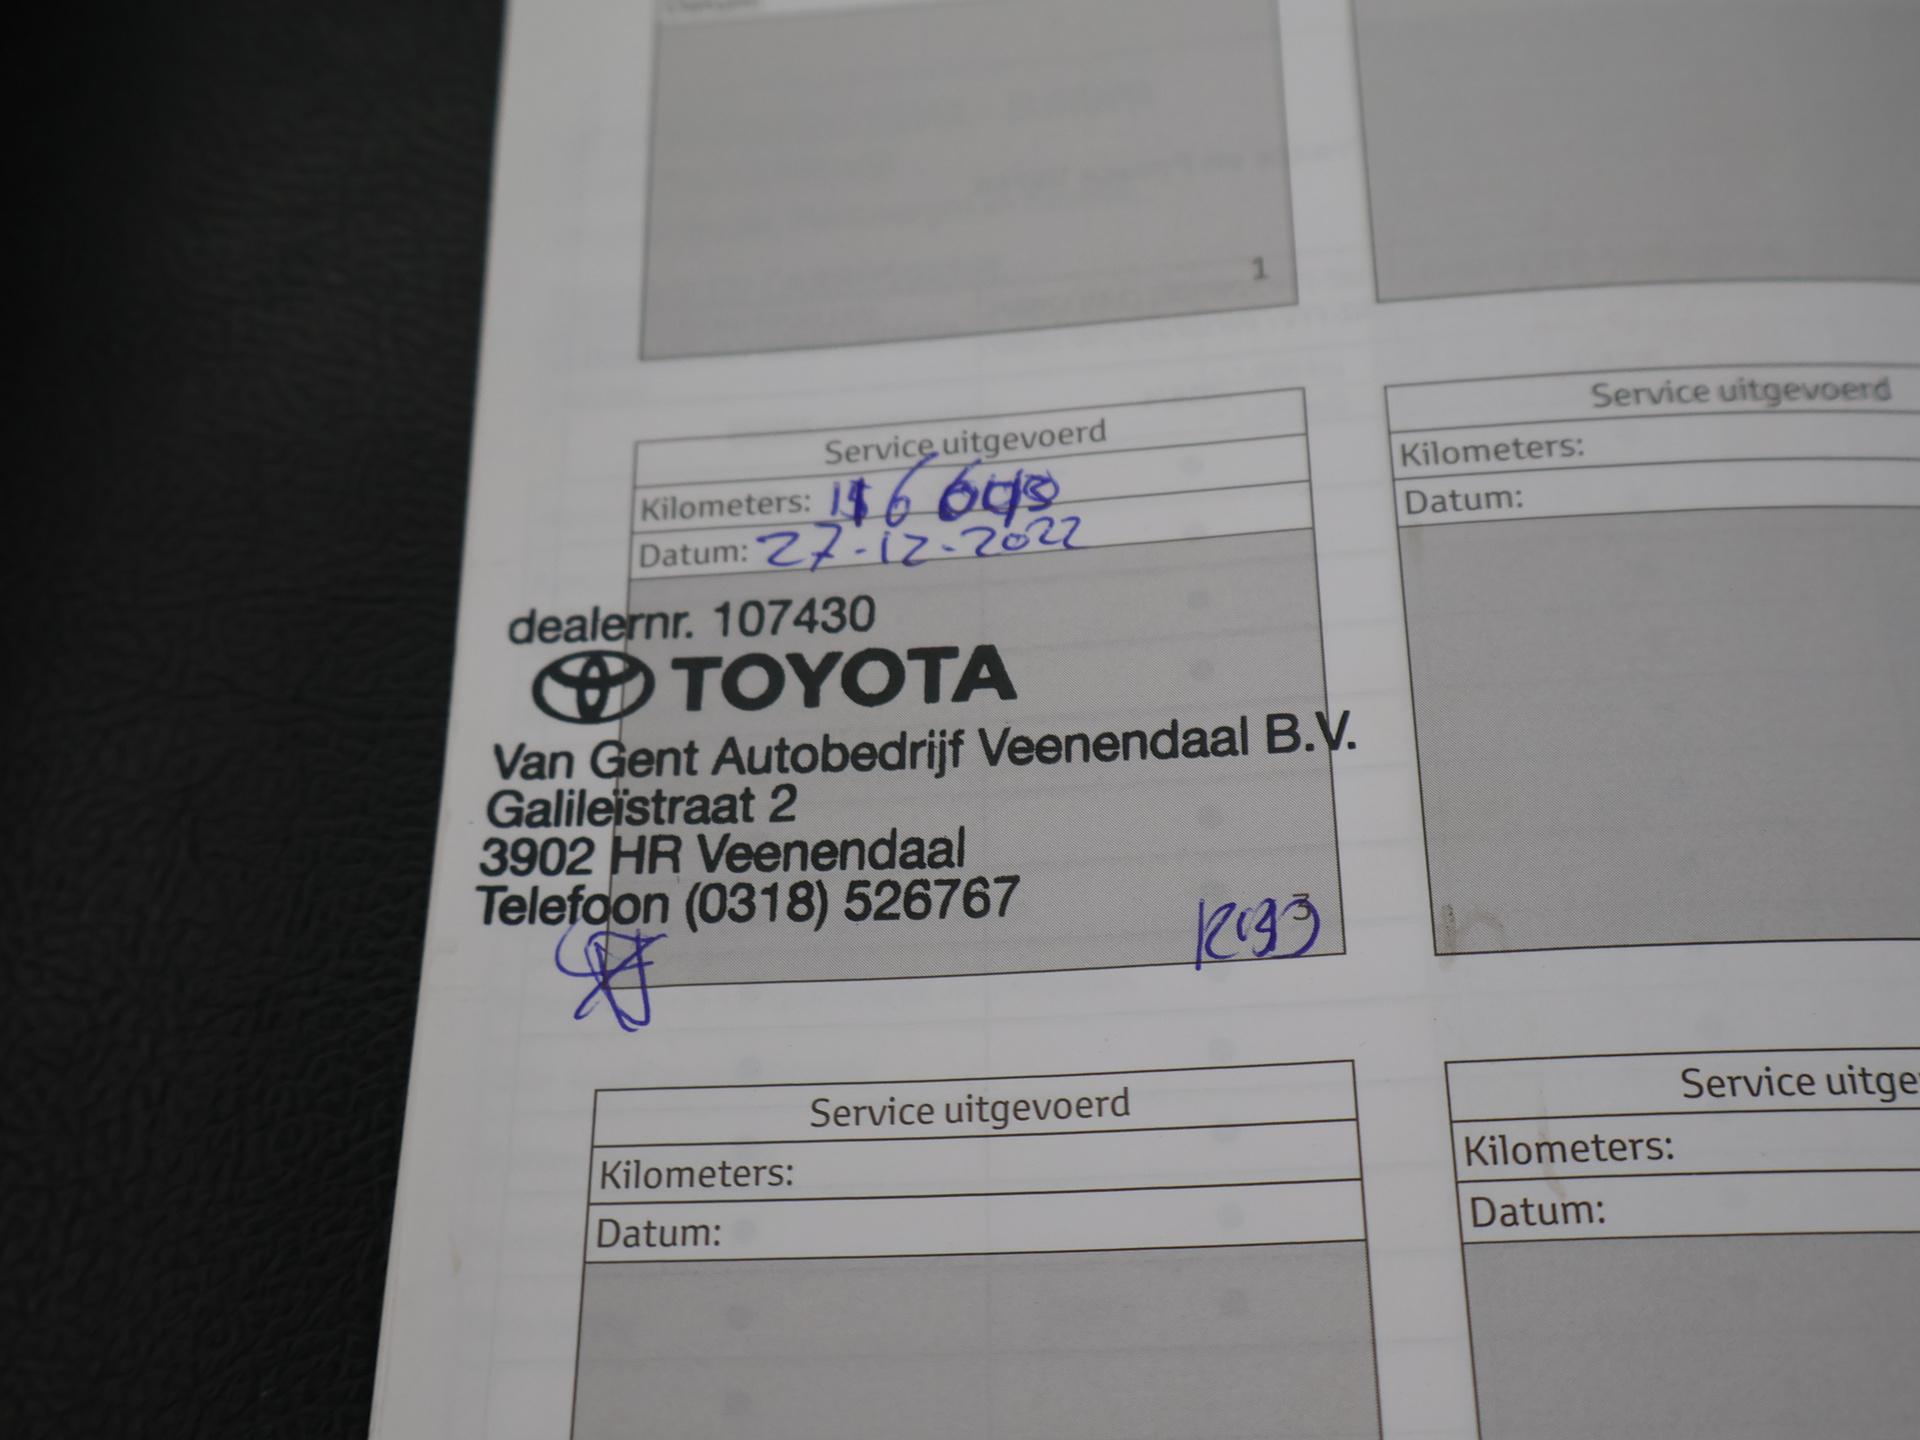 1
Service uitgevoerd
Kilometers:
Datum: 27-12-2022
dealernr. 107430
TOYOTA
Van Gent Autobedrijf Veenendaal B.V.
Galileïstraat 2
3902 HR Veenendaal
Telefoon (0318) 526767
3
Service uitgevoerd
Kilometers:
Datum:
Service uitgevoerd
Kilometers:
Datum:
Service uitge
Kilometers:
Datum: